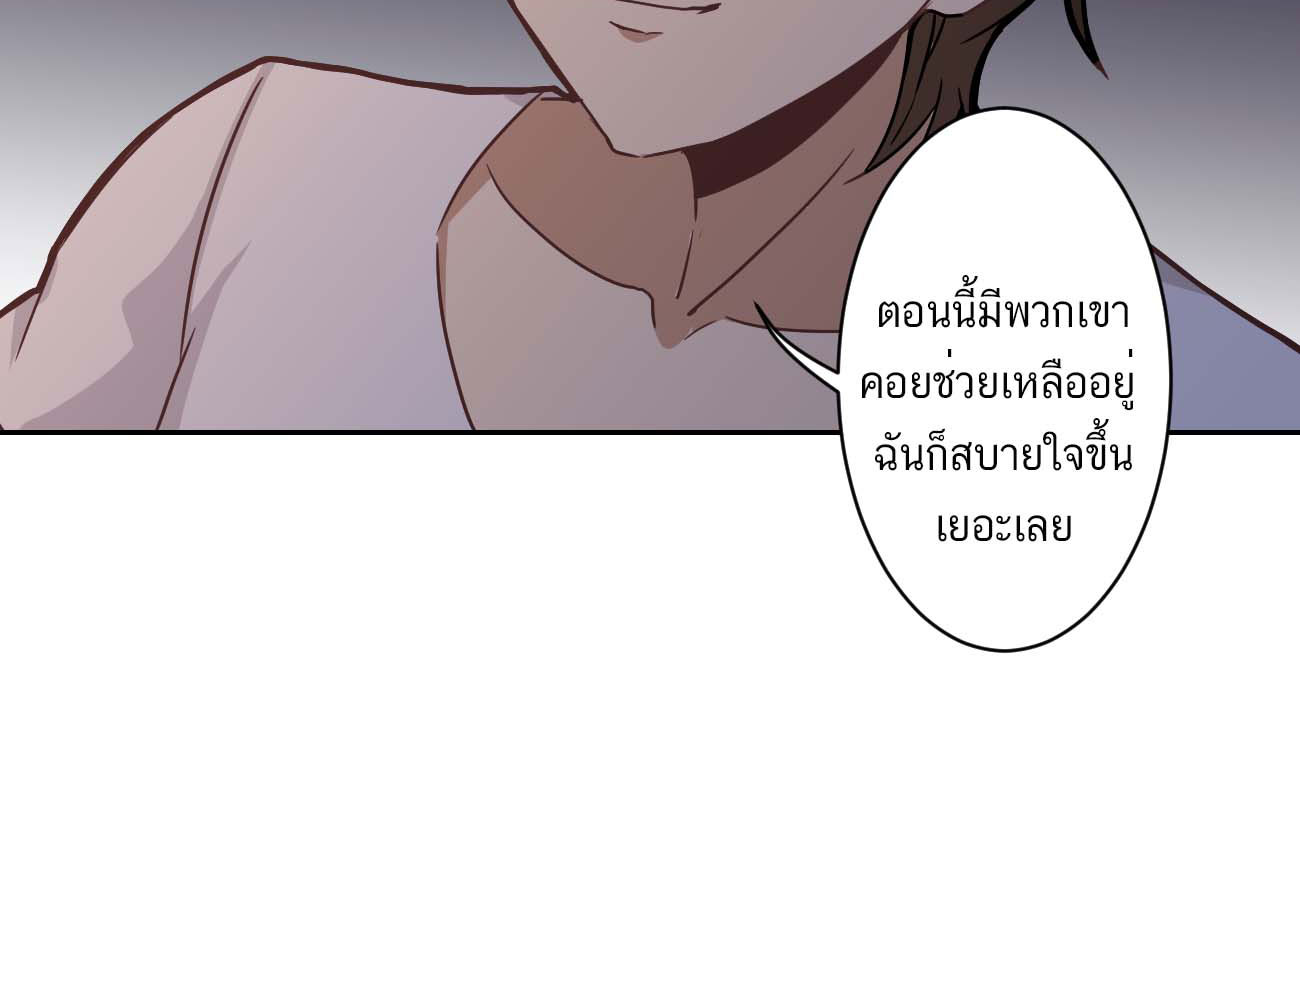 ตอนนี้มีพวกเขา
คอยช่วยเหลืออยู่
ฉันก็สบายใจขึ้น
เยอะเลย